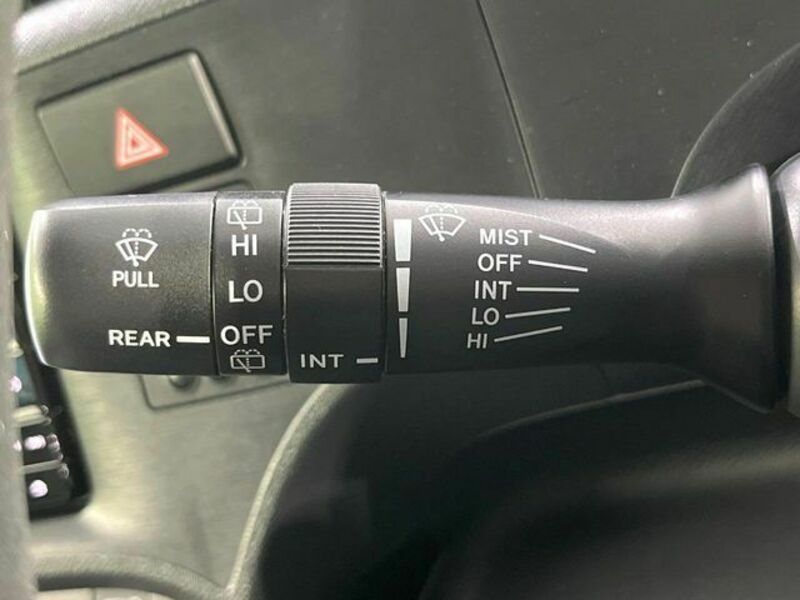 PULL
REAR
HI
LO
OFF
INT
MIST
OFF
INT
LO
HI